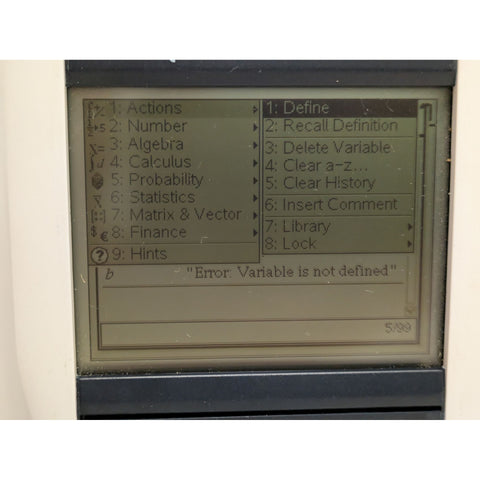 1: Actions
2: Number
3: Algebra
4: Calculus
5: Probability
6: Statistics
7: Matrix & Vector
8: Finance
9: Hints
1: Define
2: Recall Definition
3: Delete Variable
4: Clear a-z...
5: Clear History
6: Insert Comment
7: Library
8: Lock
b "Error: Variable is not defined"
5/99